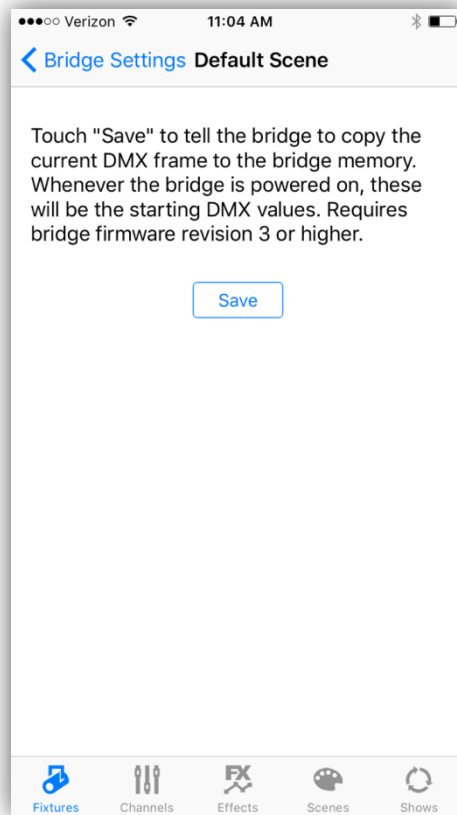 ●●●○○ Verizon 11:04 AM
Bridge Settings Default Scene
Touch "Save" to tell the bridge to copy the
current DMX frame to the bridge memory.
Whenever the bridge is powered on, these
will be the starting DMX values. Requires
bridge firmware revision 3 or higher.
Save
FX
Fixtures Channels Effects Scenes Shows